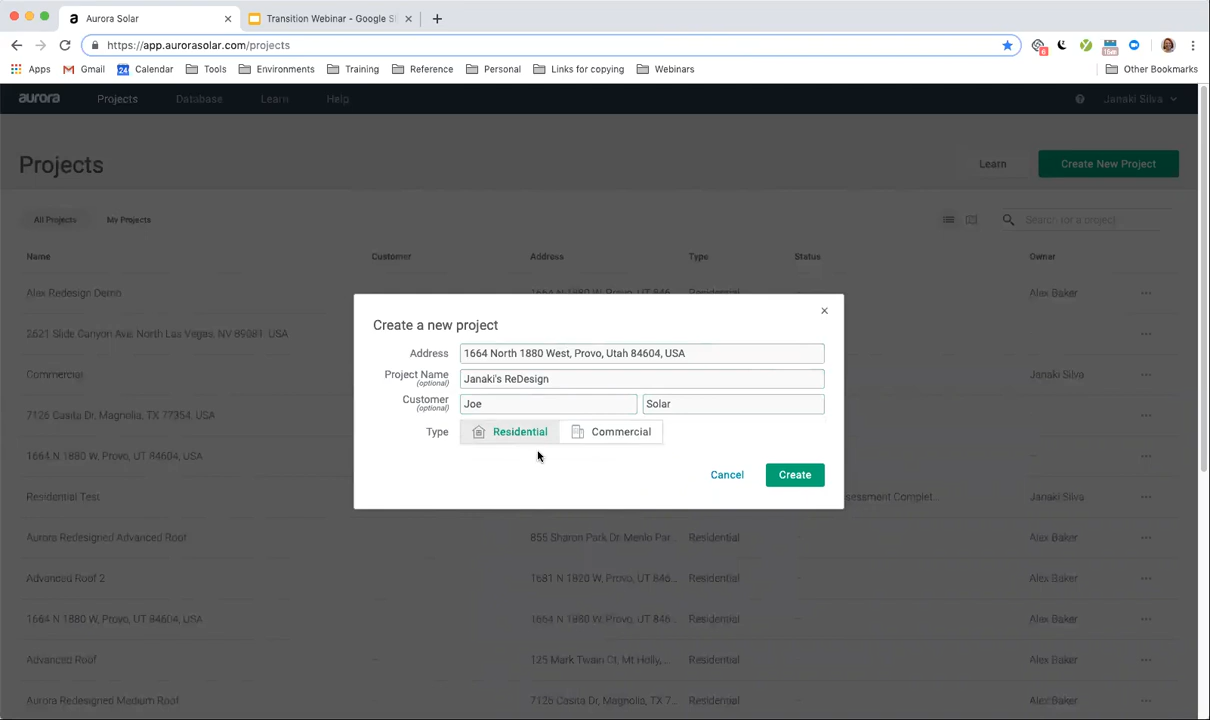 Aurora Solar
Transition Webinar - Google Sl
https://app.aurorasolar.com/projects
Apps Gmail Calendar Tools Environments Training Reference Personal Links for copying Webinars Other Bookmarks
aurora Projects Database Learn Help Janaki Silva
Projects Learn Create New Project
All Projects My Projects Search for a project
Name Customer Address Type Status Owner
Alex Redesign Demo 1664 N 1880 W, Provo, UT 846... Residential Alex Baker ...
2621 Slide Canyon Ave, North Las Vegas, NV 89081, USA ...
Create a new project
Address 1664 North 1880 West, Provo, Utah 84604, USA
Project Name (optional) Janaki's ReDesign
Customer (optional) Joe Solar
Type Residential Commercial
Cancel Create
Commercial Janaki Silva ...
7126 Casita Dr, Magnolia, TX 77354, USA ...
1664 N 1880 W, Provo, UT 84604, USA ...
Residential Test ssessment Complet... Janaki Silva ...
Aurora Redesigned Advanced Roof 855 Sharon Park Dr, Menlo Par... Residential - Alex Baker ...
Advanced Roof 2 1681 N 1820 W, Provo, UT 846... Residential - Alex Baker ...
1664 N 1880 W, Provo, UT 84604, USA 1664 N 1880 W, Provo, UT 846... Residential - Alex Baker ...
Advanced Roof - 125 Mark Twain Ct, Mt Holly,... Residential - Alex Baker ...
Aurora Redesigned Medium Roof 7126 Casita Dr, Magnolia, TX 7... Residential - Alex Baker ...